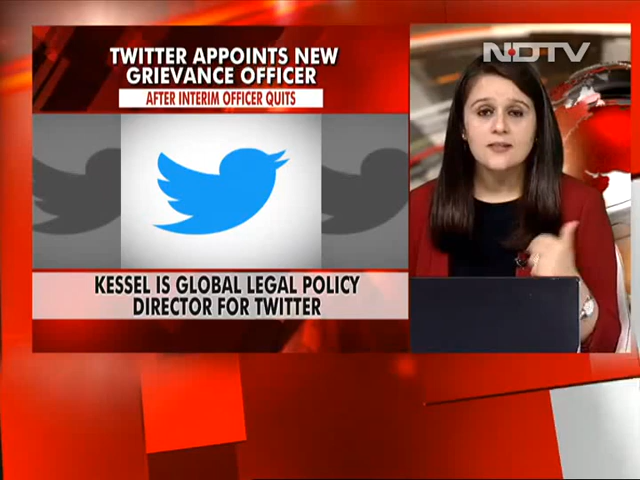 TWITTER APPOINTS NEW
GRIEVANCE OFFICER
AFTER INTERIM OFFICER QUITS
KESSEL IS GLOBAL LEGAL POLICY
DIRECTOR FOR TWITTER
NDTV